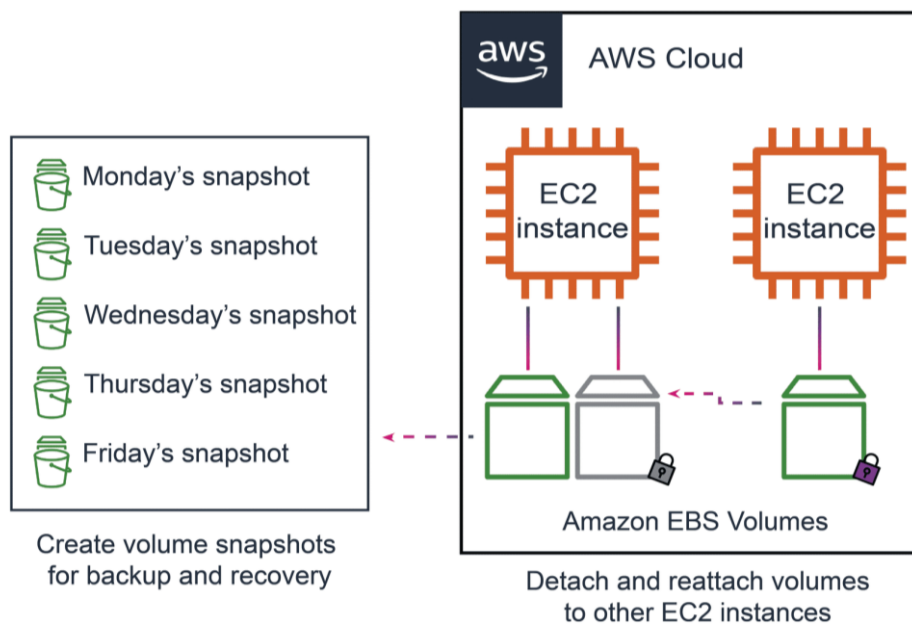 aws
AWS Cloud
Monday's snapshot
Tuesday's snapshot
Wednesday's snapshot
Thursday's snapshot
Friday's snapshot
Create volume snapshots
for backup and recovery
EC2
instance
EC2
instance
Amazon EBS Volumes
Detach and reattach volumes
to other EC2 instances